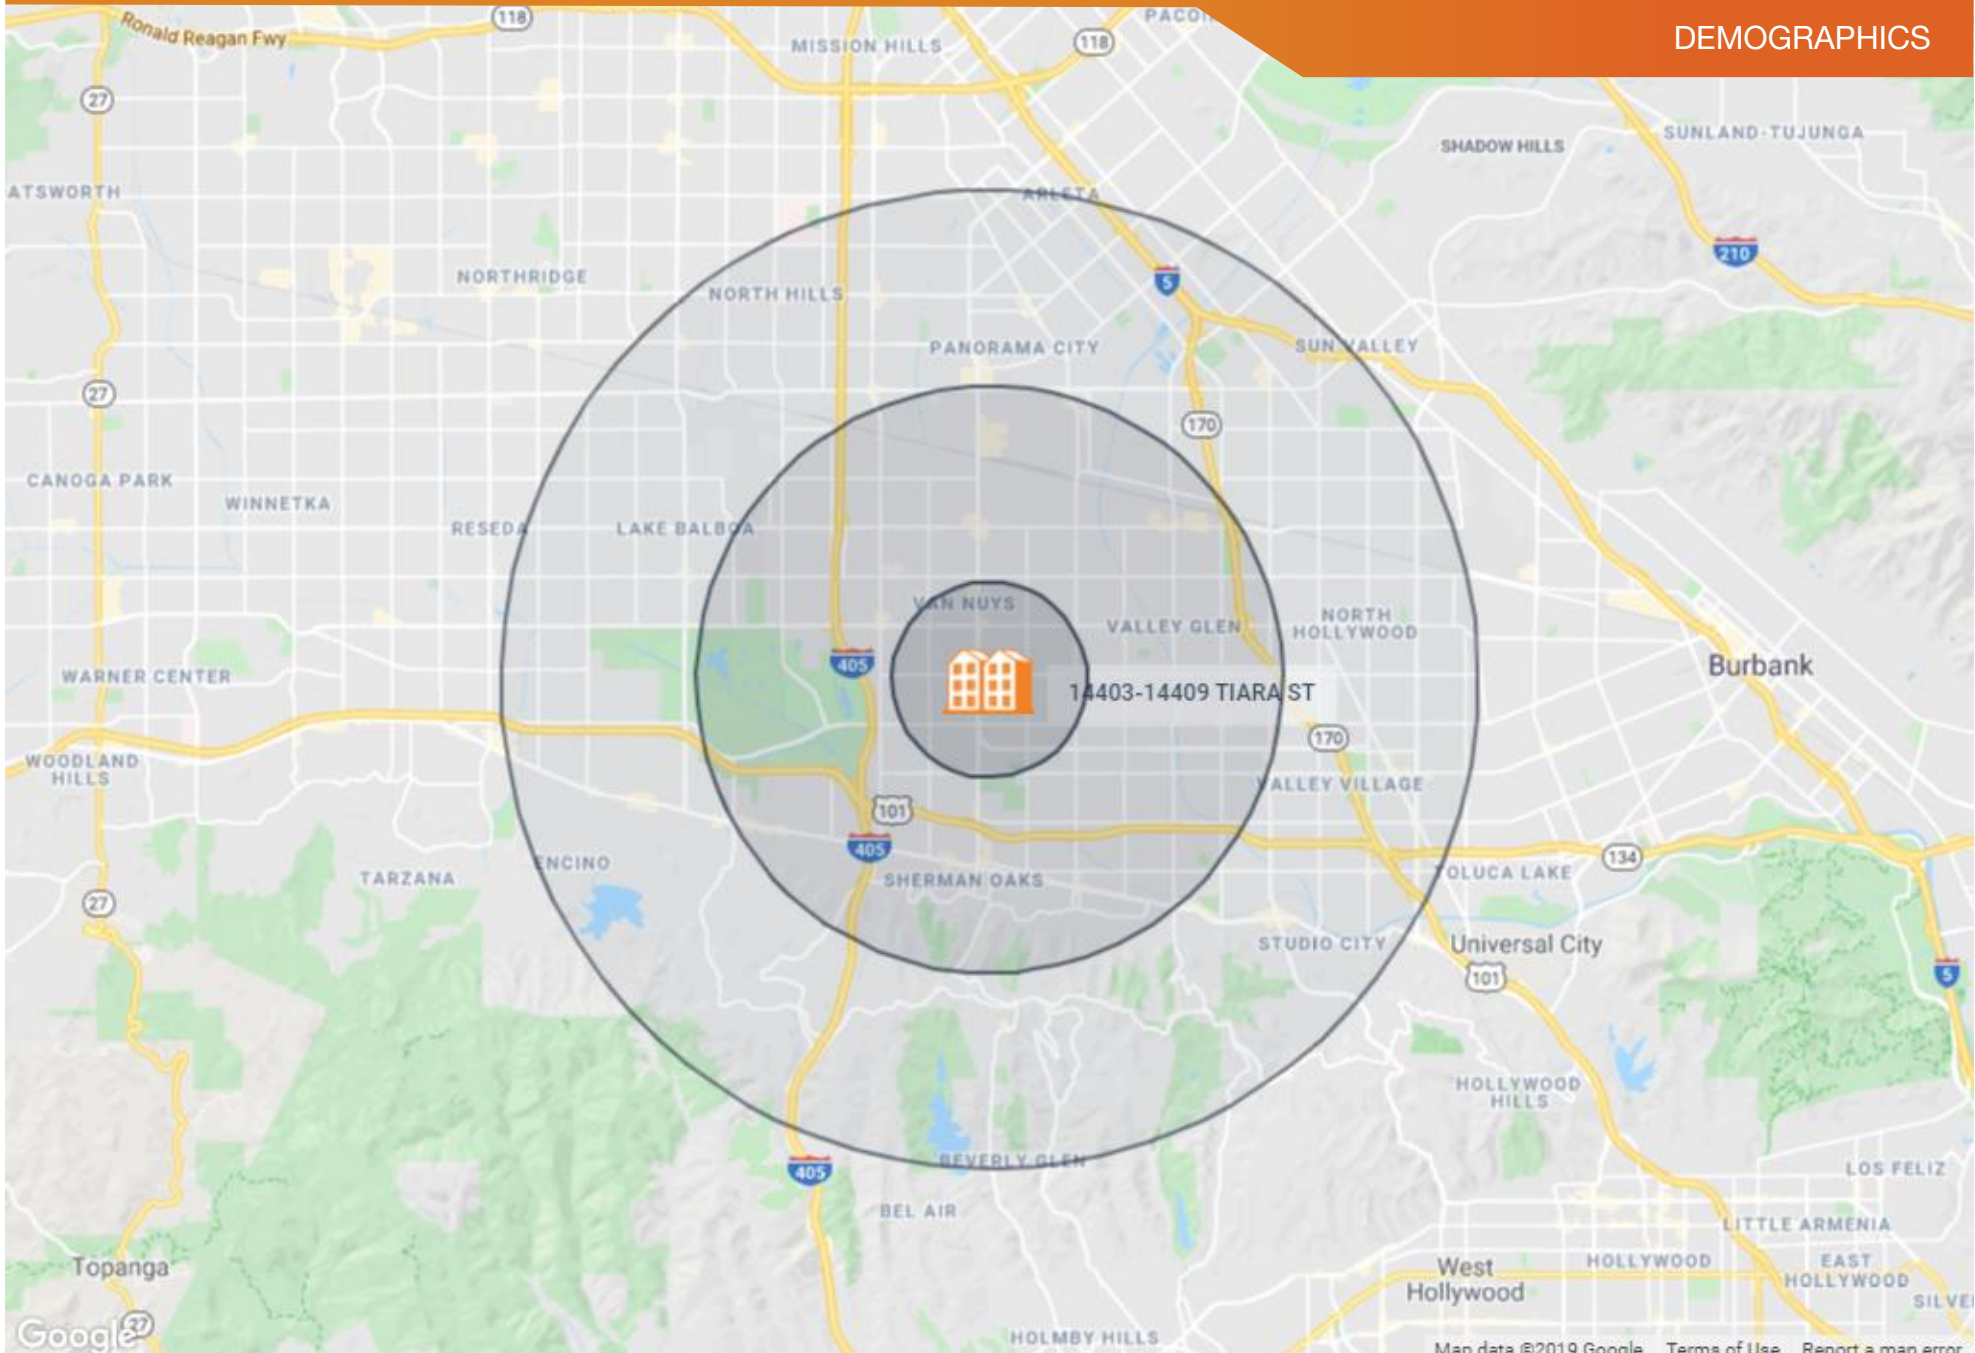 DEMOGRAPHICS
Ronald Reagan Fwy
118
MISSION HILLS
118
27
SHADOW HILLS
SUNLAND-TUJUNGA
ATSWORTH
ARLETA
210
NORTHRIDGE
NORTH HILLS
5
PANORAMA CITY
SUN VALLEY
27
170
CANOGA PARK
WINNETKA
RESEDA
LAKE BALBOA
VAN NUYS
VALLEY GLEN
NORTH
HOLLYWOOD
405
Burbank
WARNER CENTER
14403-14409 TIARA ST
170
WOODLAND
HILLS
VALLEY VILLAGE
101
405
134
ENCINO
TARZANA
SHERMAN OAKS
TOLUCA LAKE
27
STUDIO CITY
Universal City
101
5
HOLLYWOOD
HILLS
405
BEVERLY GLEN
LOS FELIZ
BEL AIR
LITTLE ARMENIA
Topanga
West
Hollywood
HOLLYWOOD
EAST
HOLLYWOOD
SILVE
27
Google
HOLMBY HILLS
Map data ©2019 Google Terms of Use Report a map error